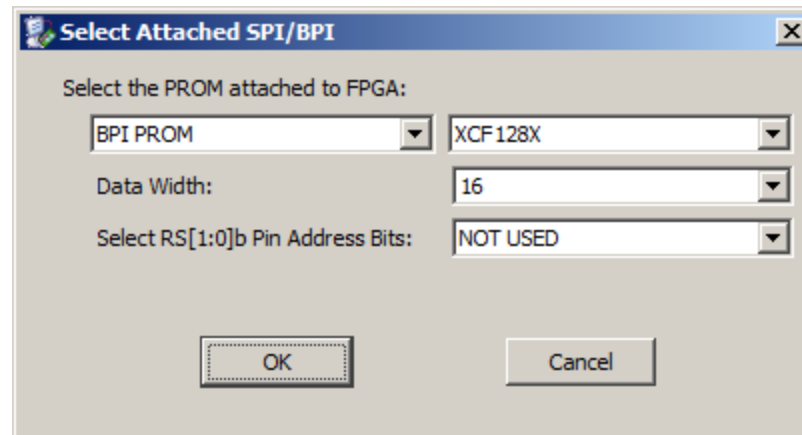 Select Attached SPI/BPI
Select the PROM attached to FPGA:
BPI PROM XCF128X
Data Width: 16
Select RS[1:0]b Pin Address Bits: NOT USED
OK Cancel